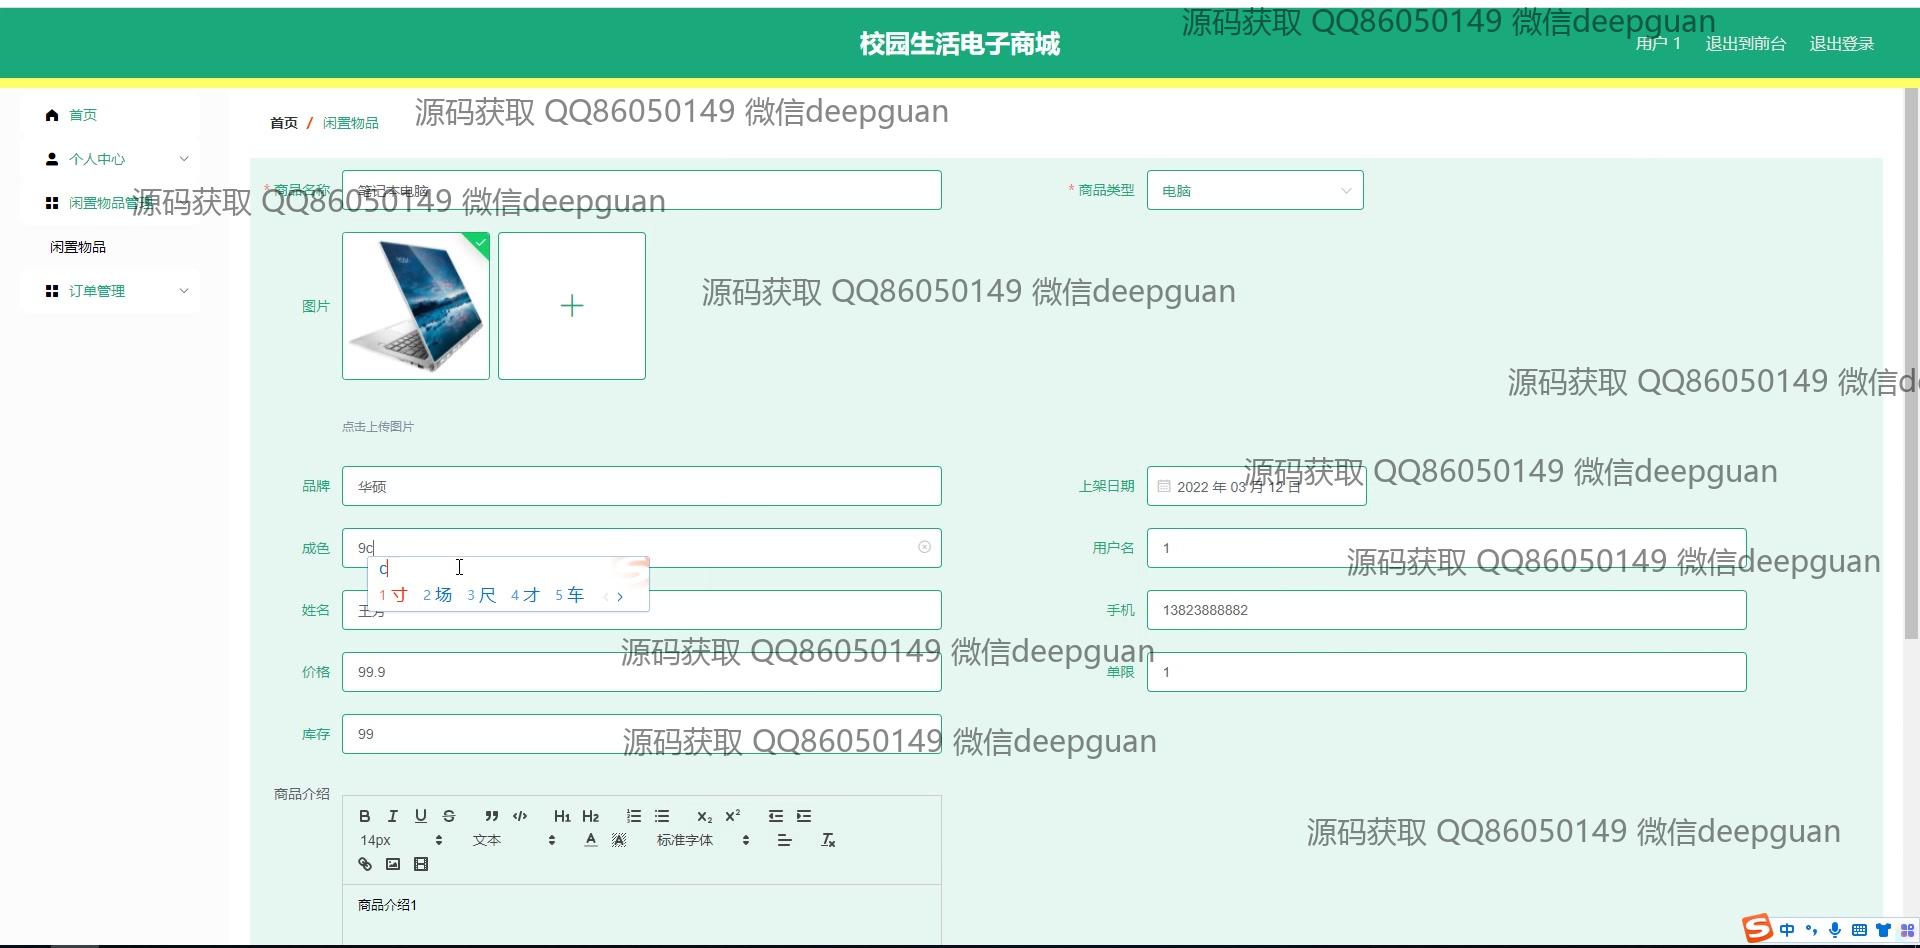 源码获取 QQ86050149 微信deepguan
校园生活电子商城
用户 1 退出到前台 退出登录
首页
首页 / 闲置物品
源码获取 QQ86050149 微信deepguan
个人中心
闲置物品管理
源码获取 QQ86050149 微信deepguan
* 商品名称 笔记本电脑
* 商品类型 电脑
闲置物品
订单管理
图片
源码获取 QQ86050149 微信deepguan
源码获取 QQ86050149 微信d
点击上传图片
源码获取 QQ86050149 微信deepguan
品牌 华硕
上架日期 2022 年 03 月 12 日
成色 9c
用户名 1
源码获取 QQ86050149 微信deepguan
c
1 寸 2 场 3 尺 4 才 5 车
姓名
手机 13823888882
源码获取 QQ86050149 微信deepguan
价格 99.9
单限 1
库存 99
源码获取 QQ86050149 微信deepguan
商品介绍
B I U S H1 H2 x₂ x²
14px 文本 A A 标准字体
源码获取 QQ86050149 微信deepguan
商品介绍1
S 中